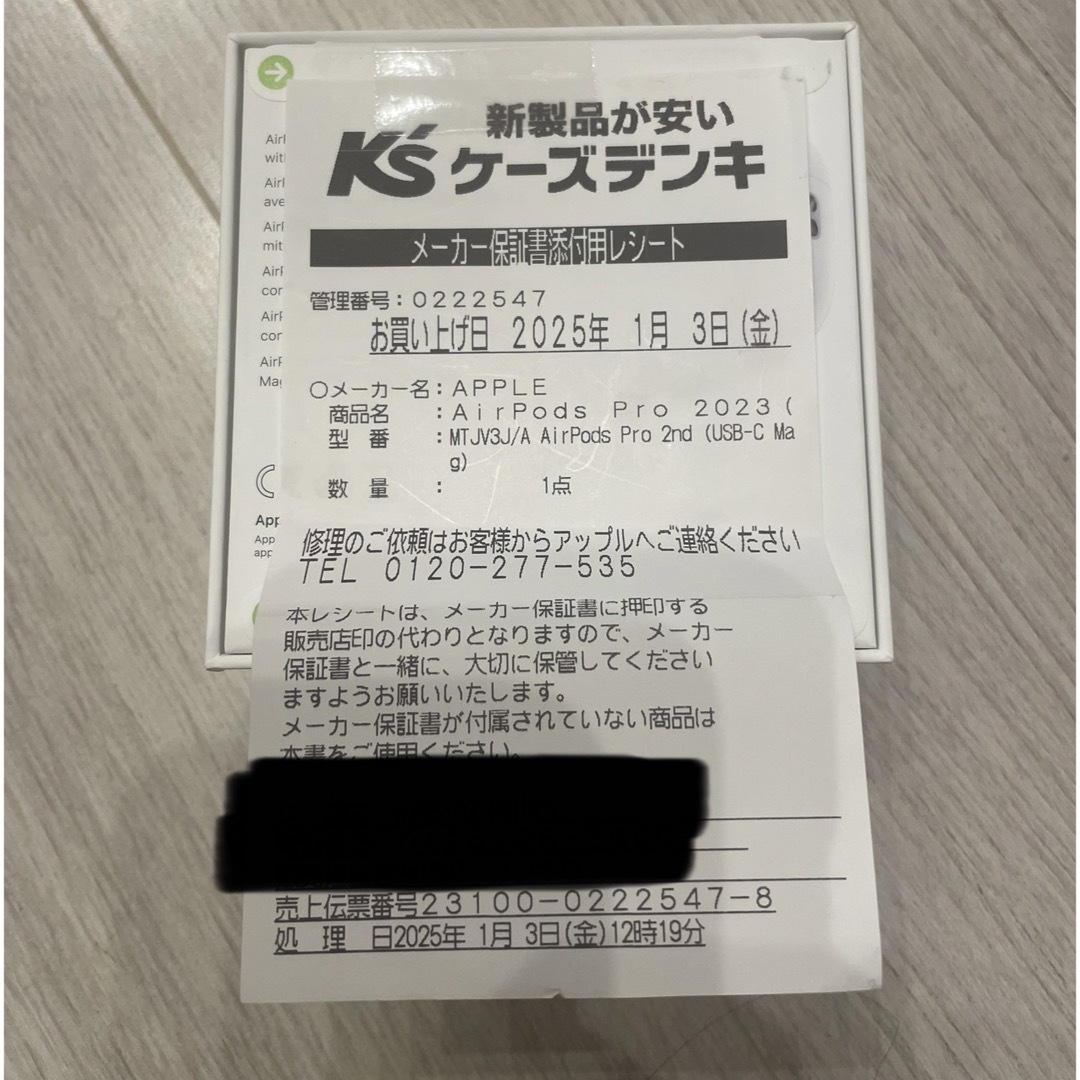 新製品が安い
K's ケーズデンキ
メーカー保証書添付用レシート
管理番号:0222547
お買い上げ日 2025年 1月 3日(金)
○メーカー名:APPLE
商品名 :AirPods Pro 2023(
型 番 :MTJV3J/A AirPods Pro 2nd (USB-C Ma
g)
数 量 : 1点
修理のご依頼はお客様からアップルへご連絡ください
TEL 0120-277-535
本レシートは、メーカー保証書に押印する
販売店印の代わりとなりますので、メーカー
保証書と一緒に、大切に保管してください
ますようお願いいたします。
メーカー保証書が付属されていない商品は
本書をご使用ください。
売上伝票番号23100-0222547-8
処 理 日2025年 1月 3日(金)12時19分